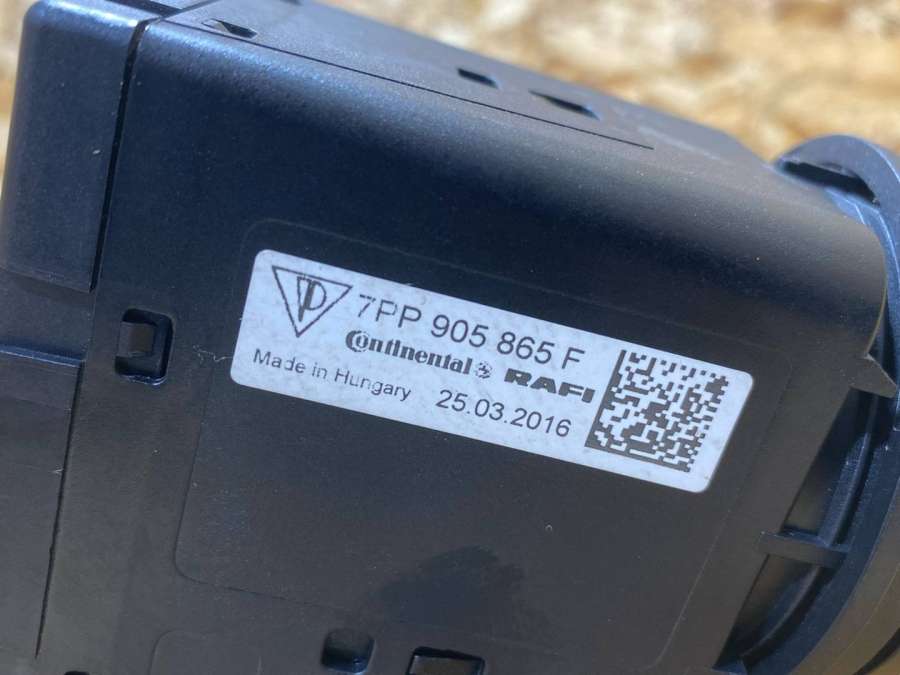 7PP 905 865 F
Continental RAFI
Made in Hungary 25.03.2016